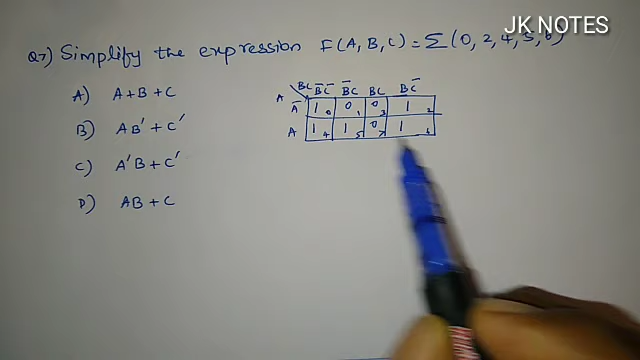 JK NOTES
Q7) Simplify the expression F(A, B, C) = Σ(0, 2, 4, 5, 6)
A) A+B+C
B) AB' + C'
C) A'B + C'
D) AB + C
A BC B̅C̅ B̅C BC BC̅
A̅ 1 0 0 1 0 3 1 2
A 1 4 1 5 0 7 1 6